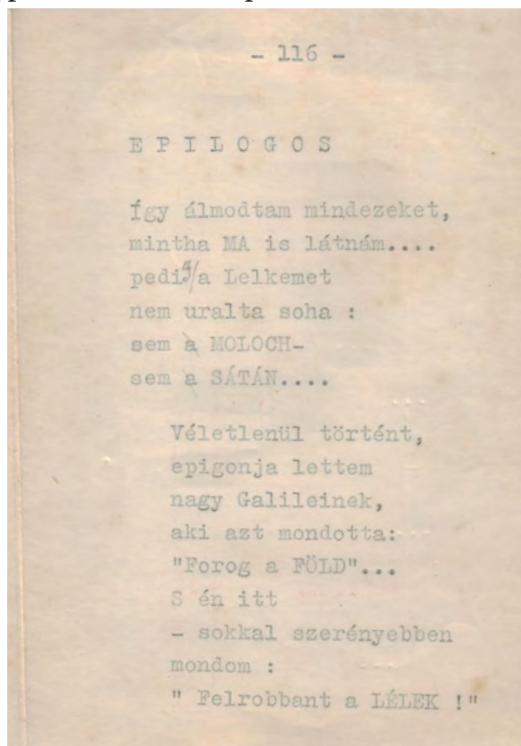 - 116 -
E P I L O G O S
Így álmodtam mindezeket,
mintha MA is látnám....
pedig a Lelkemet
nem uralta soha :
sem a MOLOCH-
sem a SÁTÁN....
Véletlenül történt,
epigonja lettem
nagy Galileinek,
aki azt mondotta:
"Forog a FÖLD"...
S én itt
- sokkal szerényebben
mondom :
" Felrobbant a LÉLEK !"